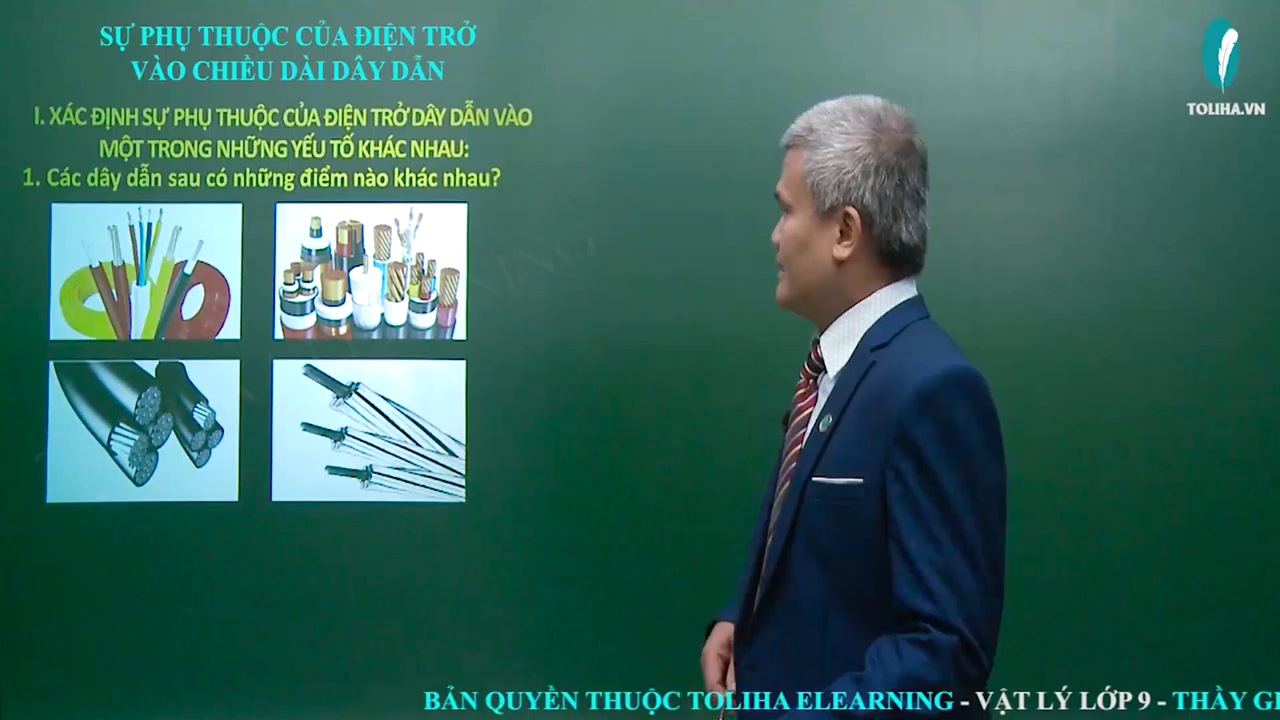 SỰ PHỤ THUỘC CỦA ĐIỆN TRỞ
VÀO CHIỀU DÀI DÂY DẪN
TOLIHA.VN
I. XÁC ĐỊNH SỰ PHỤ THUỘC CỦA ĐIỆN TRỞ DÂY DẪN VÀO
MỘT TRONG NHỮNG YẾU TỐ KHÁC NHAU:
1. Các dây dẫn sau có những điểm nào khác nhau?
BẢN QUYỀN THUỘC TOLIHA ELEARNING - VẬT LÝ LỚP 9 - THẦY